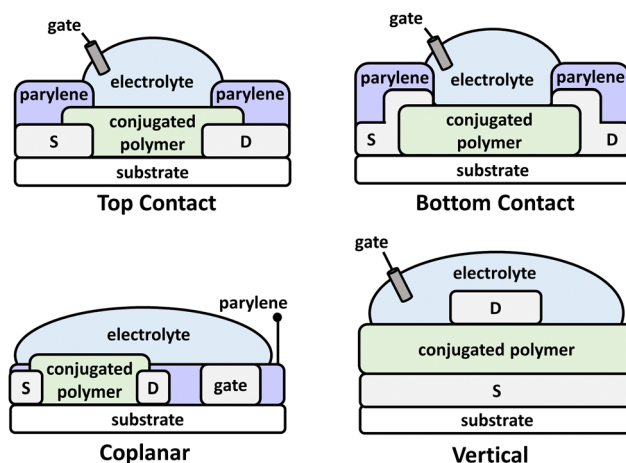 gate
electrolyte
parylene
parylene
conjugated
polymer
S
D
substrate
Top Contact
gate
electrolyte
parylene
parylene
conjugated
polymer
S
D
substrate
Bottom Contact
parylene
electrolyte
conjugated
polymer
S
D
gate
substrate
Coplanar
gate
electrolyte
D
conjugated polymer
S
substrate
Vertical